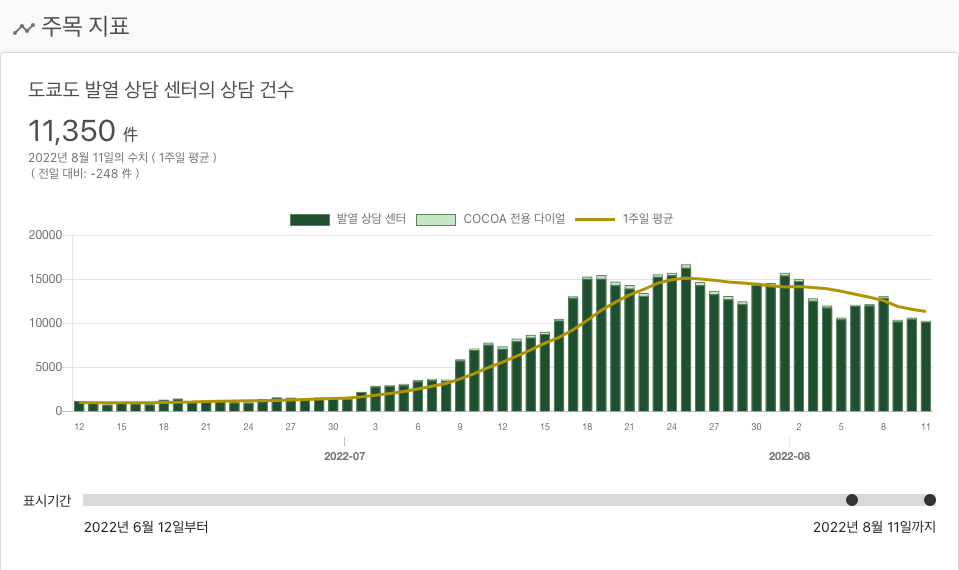 주목 지표
도쿄도 발열 상담 센터의 상담 건수
11,350 件
2022년 8월 11일의 수치 ( 1주일 평균 )
( 전일 대비: -248 件 )
발열 상담 센터 COCOA 전용 다이얼 1주일 평균
20000
15000
10000
5000
0
12 15 18 21 24 27 30 3 6 9 12 15 18 21 24 27 30 2 5 8 11
2022-07 2022-08
표시기간
2022년 6월 12일부터 2022년 8월 11일까지